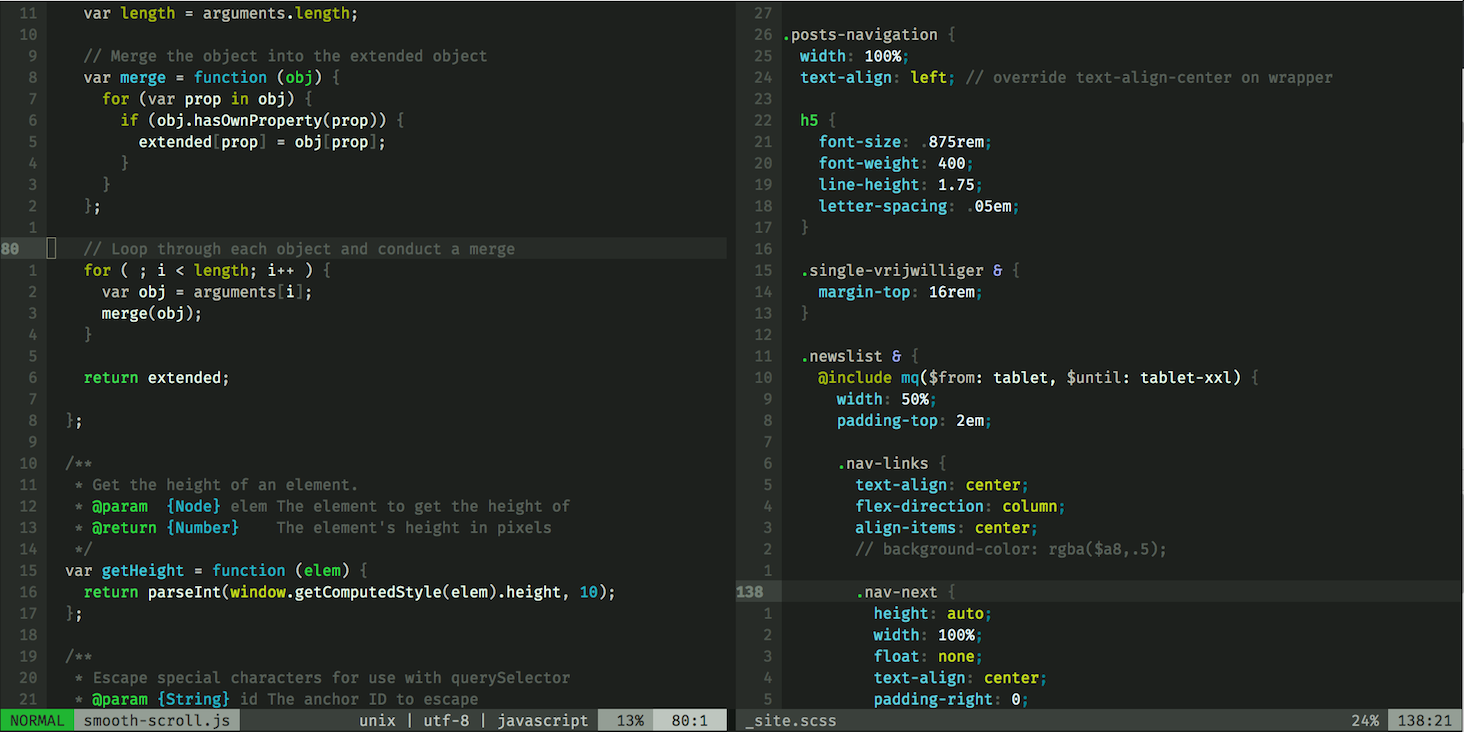 11 var length = arguments.length;
10
9 // Merge the object into the extended object
8 var merge = function (obj) {
7 for (var prop in obj) {
6 if (obj.hasOwnProperty(prop)) {
5 extended[prop] = obj[prop];
4 }
3 }
2 };
1
80 // Loop through each object and conduct a merge
1 for ( ; i < length; i++ ) {
2 var obj = arguments[i];
3 merge(obj);
4 }
5
6 return extended;
7
8 };
9
10 /**
11 * Get the height of an element.
12 * @param {Node} elem The element to get the height of
13 * @return {Number} The element's height in pixels
14 */
15 var getHeight = function (elem) {
16 return parseInt(window.getComputedStyle(elem).height, 10);
17 };
18
19 /**
20 * Escape special characters for use with querySelector
21 * @param {String} id The anchor ID to escape
NORMAL smooth-scroll.js unix | utf-8 | javascript 13% 80:1
27
26 .posts-navigation {
25 width: 100%;
24 text-align: left; // override text-align-center on wrapper
23
22 h5 {
21 font-size: .875rem;
20 font-weight: 400;
19 line-height: 1.75;
18 letter-spacing: .05em;
17 }
16
15 .single-vrijwilliger & {
14 margin-top: 16rem;
13 }
12
11 .newslist & {
10 @include mq($from: tablet, $until: tablet-xxl) {
9 width: 50%;
8 padding-top: 2em;
7
6 .nav-links {
5 text-align: center;
4 flex-direction: column;
3 align-items: center;
2 // background-color: rgba($a8,.5);
1
138 .nav-next {
1 height: auto;
2 width: 100%;
3 float: none;
4 text-align: center;
5 padding-right: 0;
_site.scss 24% 138:21